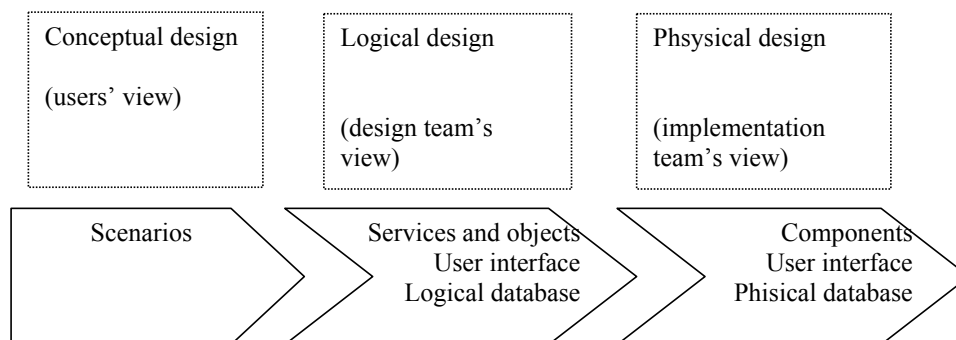 Conceptual design
(users’ view)
Logical design
(design team’s
view)
Phsysical design
(implementation
team’s view)
Scenarios
Services and objects
User interface
Logical database
Components
User interface
Phisical database